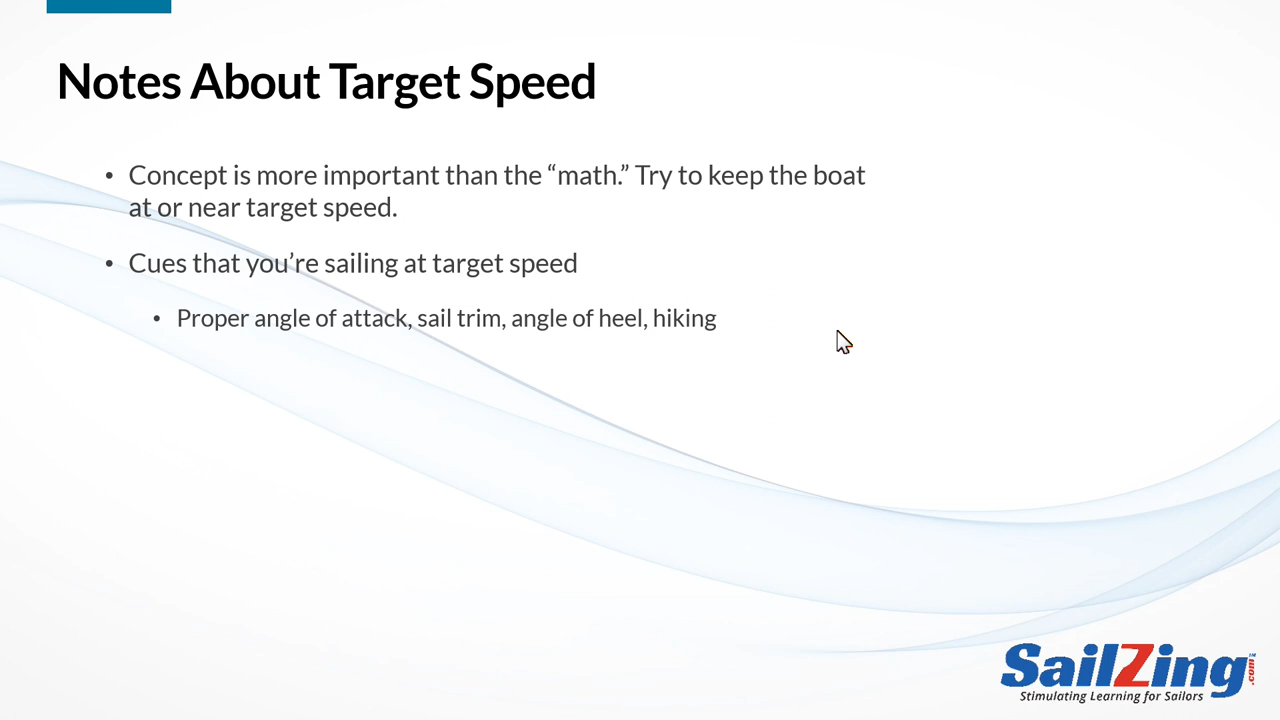 Notes About Target Speed
• Concept is more important than the “math.” Try to keep the boat
at or near target speed.
• Cues that you’re sailing at target speed
• Proper angle of attack, sail trim, angle of heel, hiking
SailZing.com™
Stimulating Learning for Sailors